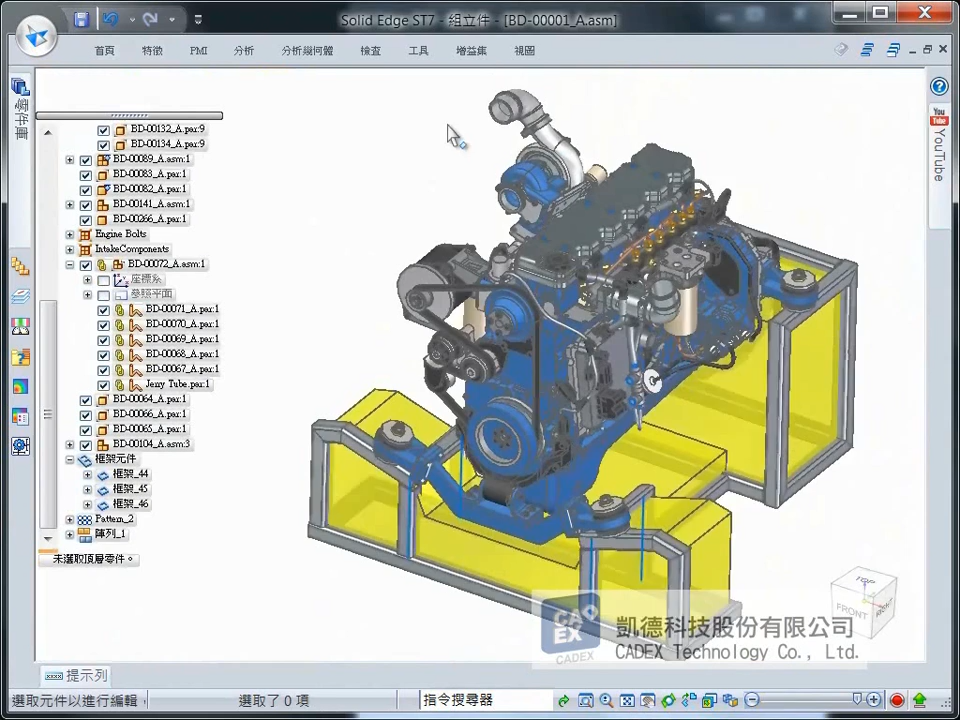 Solid Edge ST7 - 組立件 - [BD-00001_A.asm]
首頁 特徵 PMI 分析 分析幾何體 檢查 工具 增益集 視圖
零件庫
BD-00132_A.par:9
BD-00134_A.par:9
BD-00089_A.asm:1
BD-00083_A.par:1
BD-00082_A.par:1
BD-00141_A.asm:1
BD-00266_A.par:1
Engine Bolts
IntakeComponents
BD-00072_A.asm:1
座標系
參照平面
BD-00071_A.par:1
BD-00070_A.par:1
BD-00069_A.par:1
BD-00068_A.par:1
BD-00067_A.par:1
Jerry Tube.par:1
BD-00064_A.par:1
BD-00066_A.par:1
BD-00065_A.par:1
BD-00104_A.asm:3
框架元件
框架_44
框架_45
框架_46
Pattern_2
陣列_1
未選取頂層零件。
You
Tube
YouTube
TOP
FRONT
RIGHT
CADEX
CADEX
凱德科技股份有限公司
CADEX Technology Co., Ltd.
提示列
選取元件以進行編輯， 選取了 0 項 指令搜尋器